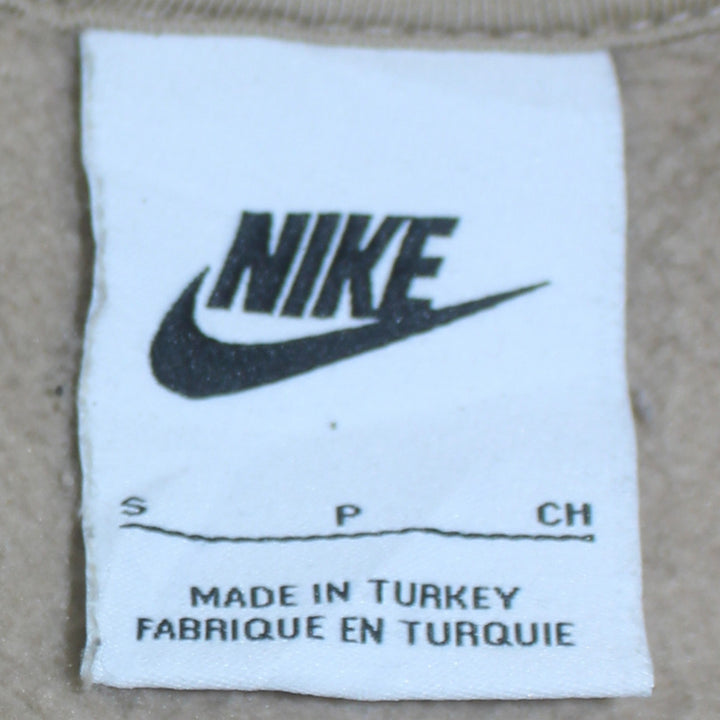 NIKE
S P CH
MADE IN TURKEY
FABRIQUE EN TURQUIE